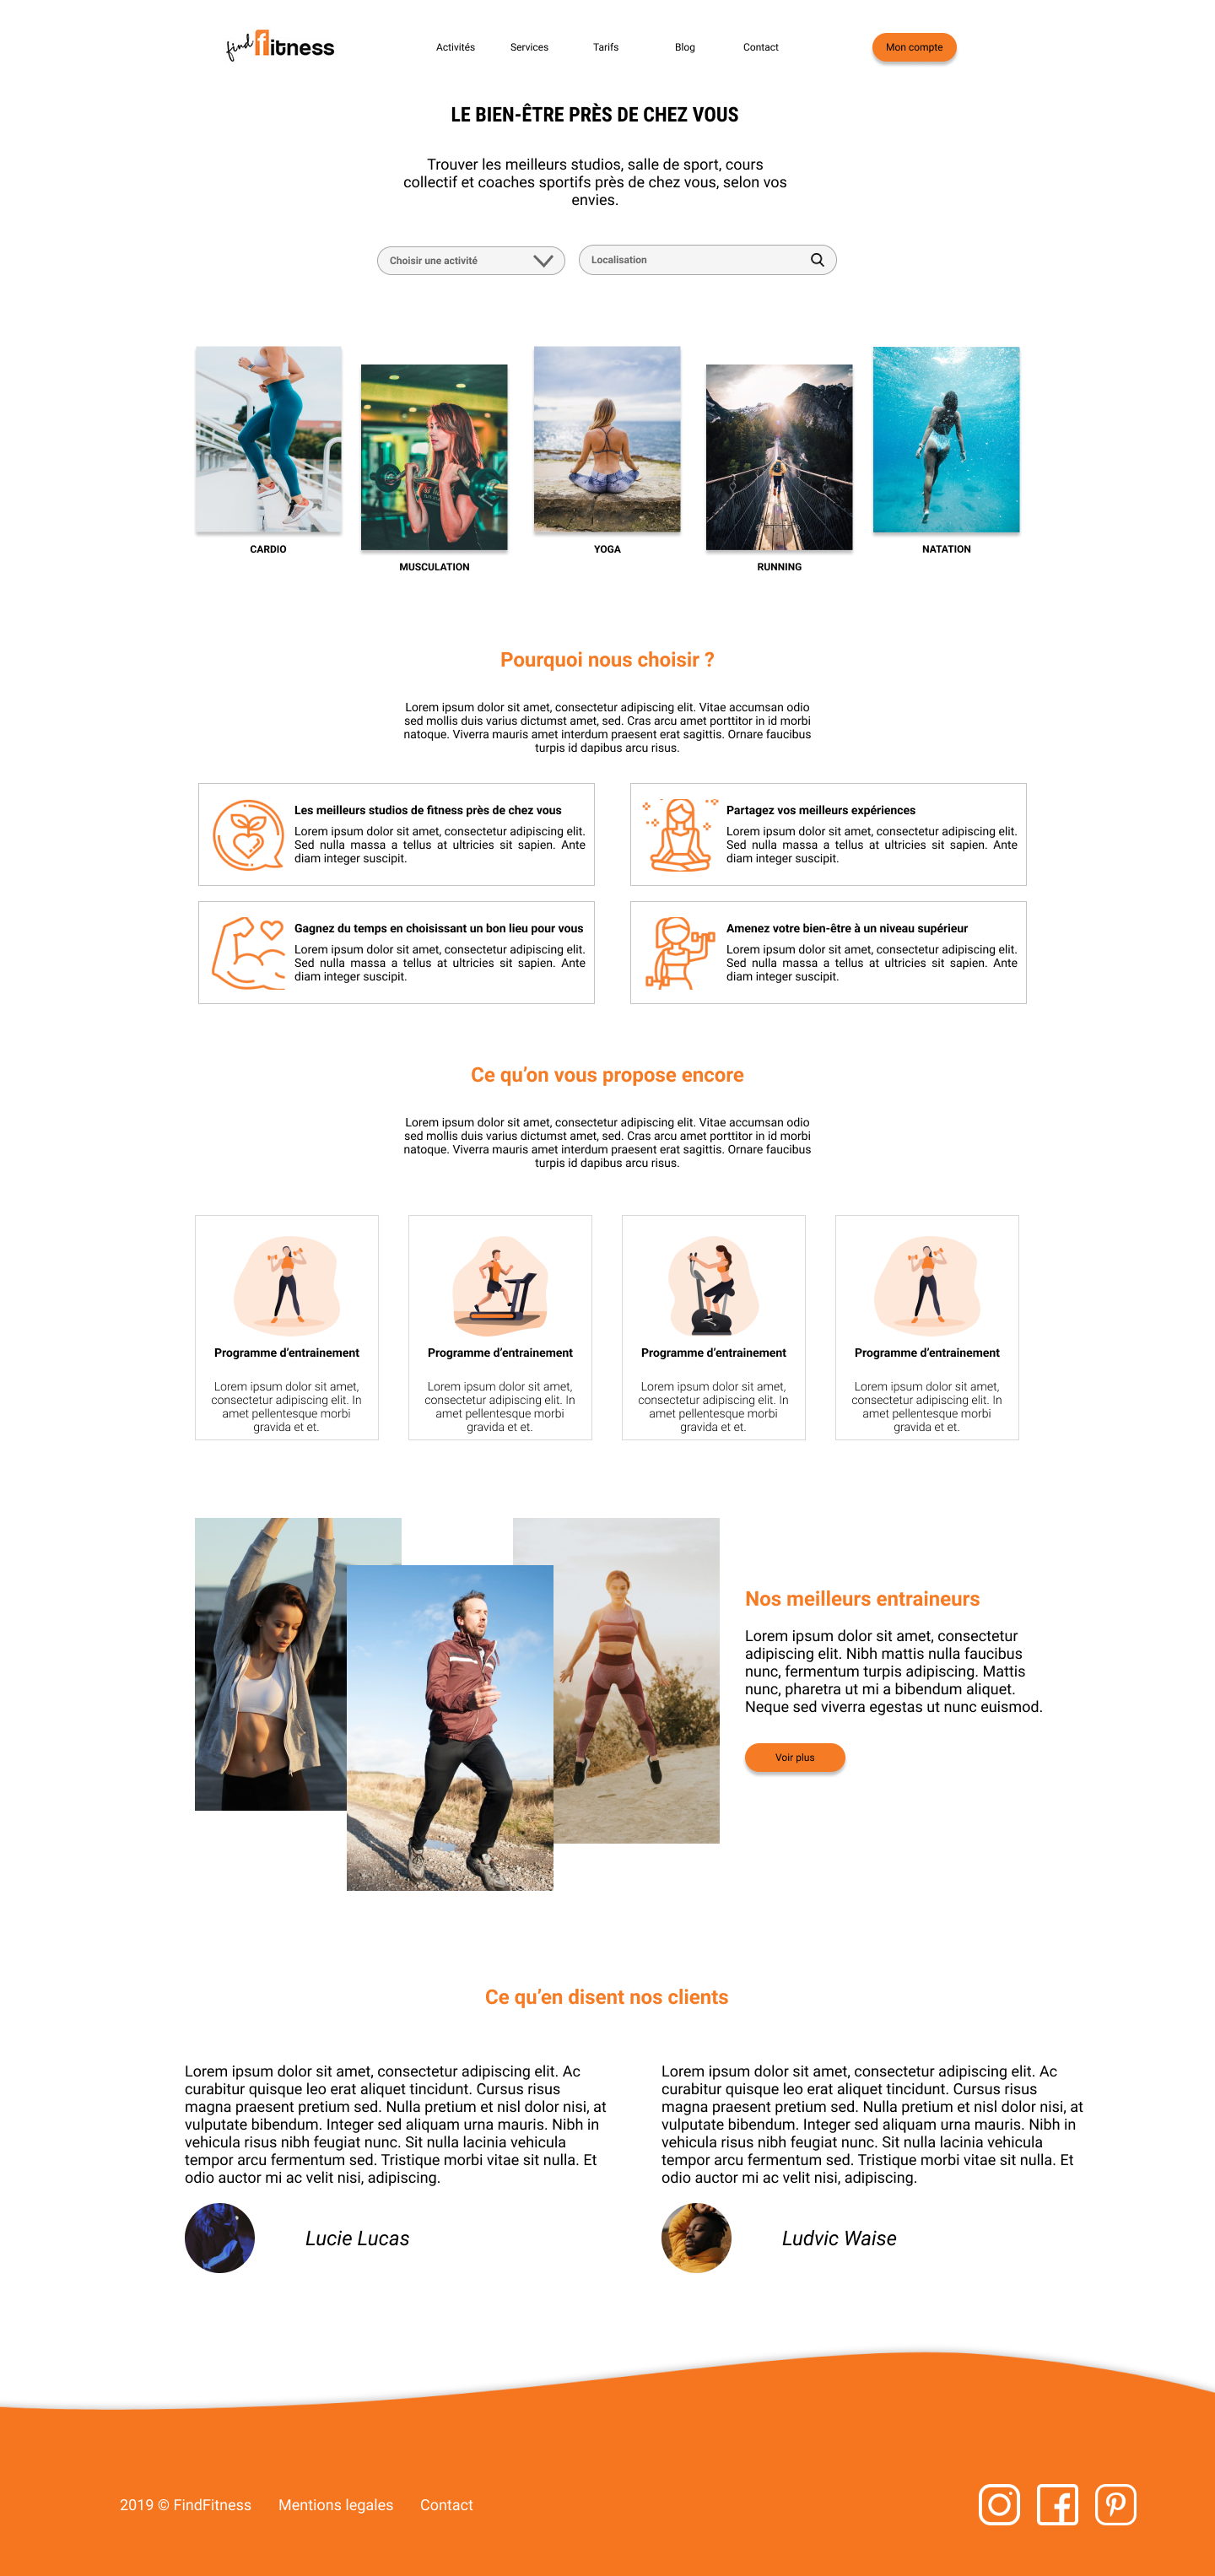 find fitness
Activités
Services
Tarifs
Blog
Contact
Mon compte
LE BIEN-ÊTRE PRÈS DE CHEZ VOUS
Trouver les meilleurs studios, salle de sport, cours
collectif et coaches sportifs près de chez vous, selon vos
envies.
Choisir une activité
Localisation
CARDIO
MUSCULATION
YOGA
RUNNING
NATATION
Pourquoi nous choisir ?
Lorem ipsum dolor sit amet, consectetur adipiscing elit. Vitae accumsan odio
sed mollis duis varius dictumst amet, sed. Cras arcu amet porttitor in id morbi
natoque. Viverra mauris amet interdum praesent erat sagittis. Ornare faucibus
turpis id dapibus arcu risus.
Les meilleurs studios de fitness près de chez vous
Lorem ipsum dolor sit amet, consectetur adipiscing elit.
Sed nulla massa a tellus at ultricies sit sapien. Ante
diam integer suscipit.
Partagez vos meilleurs expériences
Lorem ipsum dolor sit amet, consectetur adipiscing elit.
Sed nulla massa a tellus at ultricies sit sapien. Ante
diam integer suscipit.
Gagnez du temps en choisissant un bon lieu pour vous
Lorem ipsum dolor sit amet, consectetur adipiscing elit.
Sed nulla massa a tellus at ultricies sit sapien. Ante
diam integer suscipit.
Amenez votre bien-être à un niveau supérieur
Lorem ipsum dolor sit amet, consectetur adipiscing elit.
Sed nulla massa a tellus at ultricies sit sapien. Ante
diam integer suscipit.
Ce qu’on vous propose encore
Lorem ipsum dolor sit amet, consectetur adipiscing elit. Vitae accumsan odio
sed mollis duis varius dictumst amet, sed. Cras arcu amet porttitor in id morbi
natoque. Viverra mauris amet interdum praesent erat sagittis. Ornare faucibus
turpis id dapibus arcu risus.
Programme d’entrainement
Lorem ipsum dolor sit amet,
consectetur adipiscing elit. In
amet pellentesque morbi
gravida et et.
Programme d’entrainement
Lorem ipsum dolor sit amet,
consectetur adipiscing elit. In
amet pellentesque morbi
gravida et et.
Programme d’entrainement
Lorem ipsum dolor sit amet,
consectetur adipiscing elit. In
amet pellentesque morbi
gravida et et.
Programme d’entrainement
Lorem ipsum dolor sit amet,
consectetur adipiscing elit. In
amet pellentesque morbi
gravida et et.
Nos meilleurs entraineurs
Lorem ipsum dolor sit amet, consectetur
adipiscing elit. Nibh mattis nulla faucibus
nunc, fermentum turpis adipiscing. Mattis
nunc, pharetra ut mi a bibendum aliquet.
Neque sed viverra egestas ut nunc euismod.
Voir plus
Ce qu’en disent nos clients
Lorem ipsum dolor sit amet, consectetur adipiscing elit. Ac
curabitur quisque leo erat aliquet tincidunt. Cursus risus
magna praesent pretium sed. Nulla pretium et nisl dolor nisi, at
vulputate bibendum. Integer sed aliquam urna mauris. Nibh in
vehicula risus nibh feugiat nunc. Sit nulla lacinia vehicula
tempor arcu fermentum sed. Tristique morbi vitae sit nulla. Et
odio auctor mi ac velit nisi, adipiscing.
Lucie Lucas
Lorem ipsum dolor sit amet, consectetur adipiscing elit. Ac
curabitur quisque leo erat aliquet tincidunt. Cursus risus
magna praesent pretium sed. Nulla pretium et nisl dolor nisi, at
vulputate bibendum. Integer sed aliquam urna mauris. Nibh in
vehicula risus nibh feugiat nunc. Sit nulla lacinia vehicula
tempor arcu fermentum sed. Tristique morbi vitae sit nulla. Et
odio auctor mi ac velit nisi, adipiscing.
Ludvic Waise
2019 © FindFitness
Mentions legales
Contact